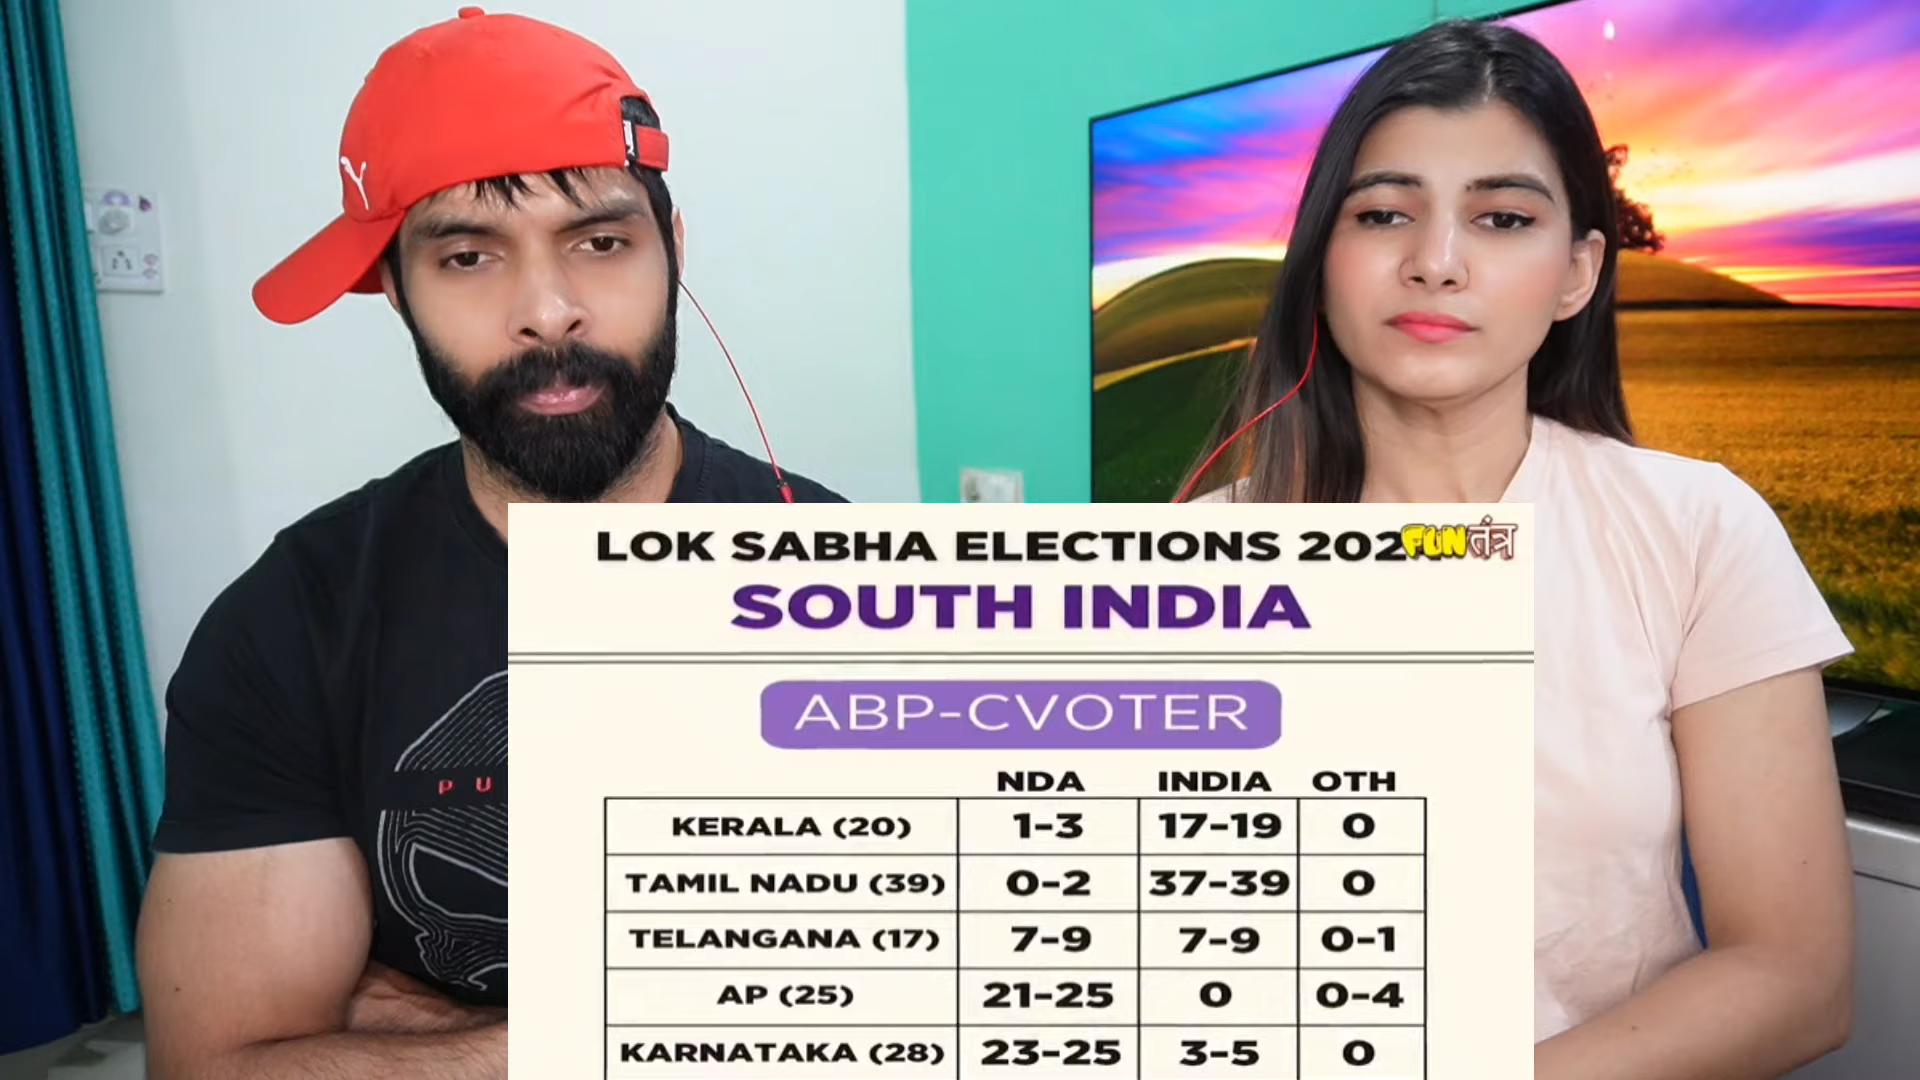 LOK SABHA ELECTIONS 202
FUNतंत्र
SOUTH INDIA
ABP-CVOTER
NDA INDIA OTH
KERALA (20) 1-3 17-19 0
TAMIL NADU (39) 0-2 37-39 0
TELANGANA (17) 7-9 7-9 0-1
AP (25) 21-25 0 0-4
KARNATAKA (28) 23-25 3-5 0
P U